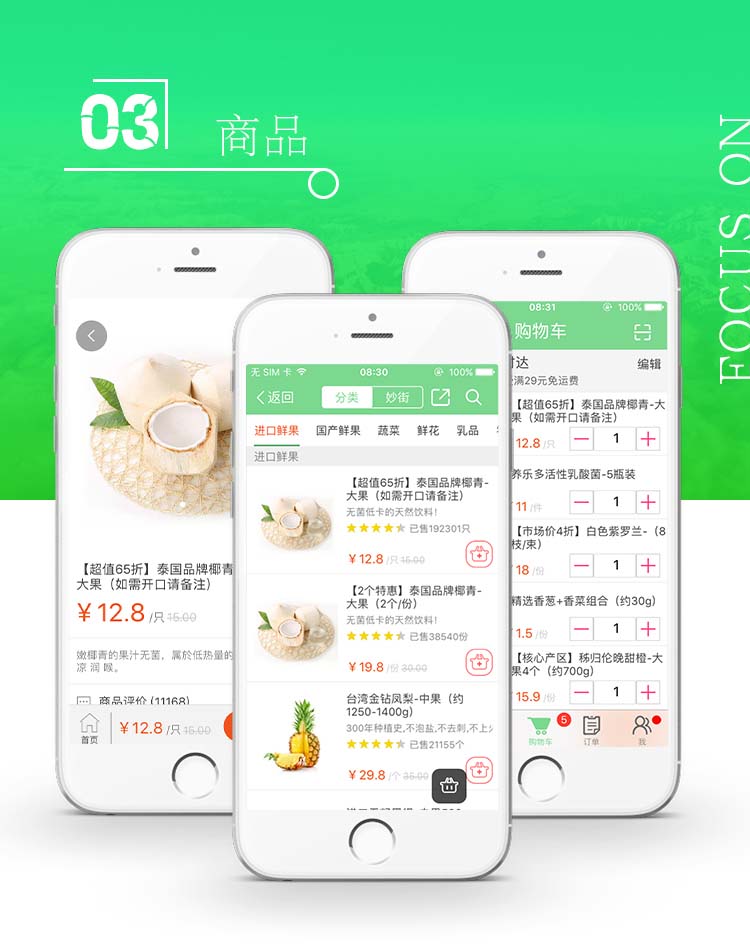 03
商品
FOCUS ON
【超值65折】泰国品牌椰青
大果（如需开口请备注）
￥12.8 /只 15.00
嫩椰青的果汁无菌，属於低热量的
凉 润 喉。
商品评价 (11168)
首页
￥12.8 /只 15.00
无 SIM 卡
08:30
100%
返回
分类
妙街
进口鲜果
国产鲜果
蔬菜
鲜花
乳品
进口鲜果
【超值65折】泰国品牌椰青-
大果（如需开口请备注）
无菌低卡的天然饮料！
已售192301只
￥12.8 /只 15.00
【2个特惠】泰国品牌椰青-
大果（2个/份）
无菌低卡的天然饮料！
已售38540份
￥19.8 /份 30.00
台湾金钻凤梨-中果（约
1250-1400g）
300年种植史,不泡盐,不去刺,不上火
已售21155个
￥29.8 /个 35.00
08:31
100%
购物车
时达
编辑
满29元免运费
【超值65折】泰国品牌椰青-大
果（如需开口请备注）
12.8 /只
1
养乐多活性乳酸菌-5瓶装
11 /件
1
【市场价4折】白色紫罗兰-（8
枝/束）
18 /份
1
精选香葱+香菜组合（约30g）
1.5 /份
1
【核心产区】秭归伦晚甜橙-大
果4个（约700g）
15.9 /份
1
5
购物车
订单
我